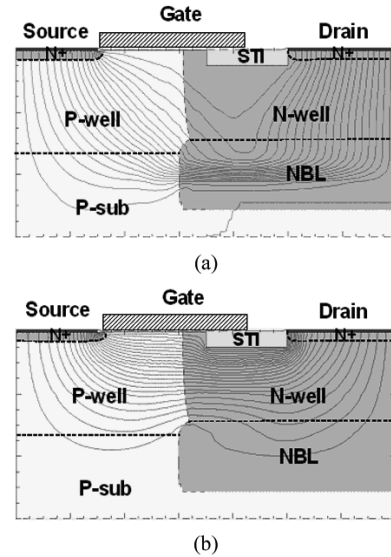 Gate
Source
Drain
N+
STI
N+
P-well
N-well
NBL
P-sub
(a)
Gate
Source
Drain
N+
STI
N+
P-well
N-well
NBL
P-sub
(b)